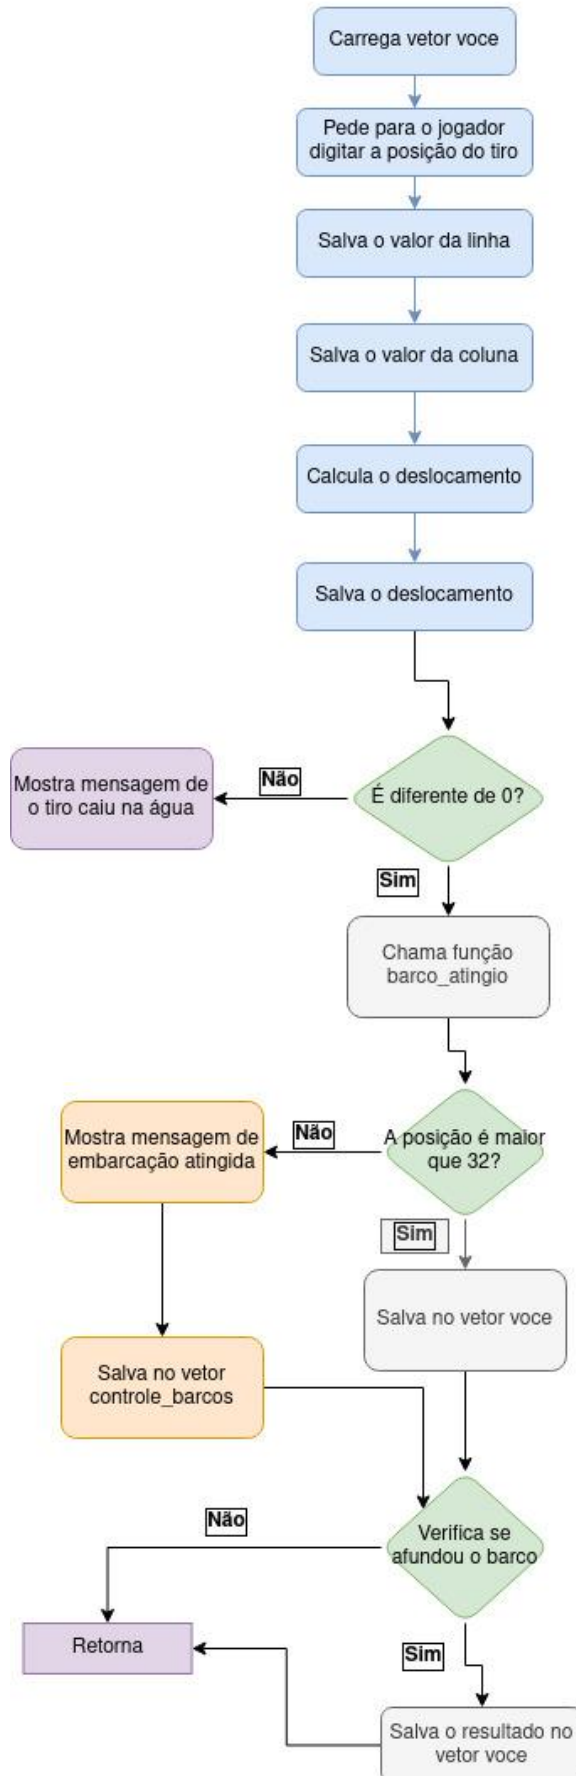 Carrega vetor voce
Pede para o jogador
digitar a posição do tiro
Salva o valor da linha
Salva o valor da coluna
Calcula o deslocamento
Salva o deslocamento
É diferente de 0?
Não
Mostra mensagem de
o tiro caiu na água
Sim
Chama função
barco_atingio
A posição é maior
que 32?
Não
Mostra mensagem de
embarcação atingida
Sim
Salva no vetor voce
Salva no vetor
controle_barcos
Verifica se
afundou o barco
Não
Retorna
Sim
Salva o resultado no
vetor voce